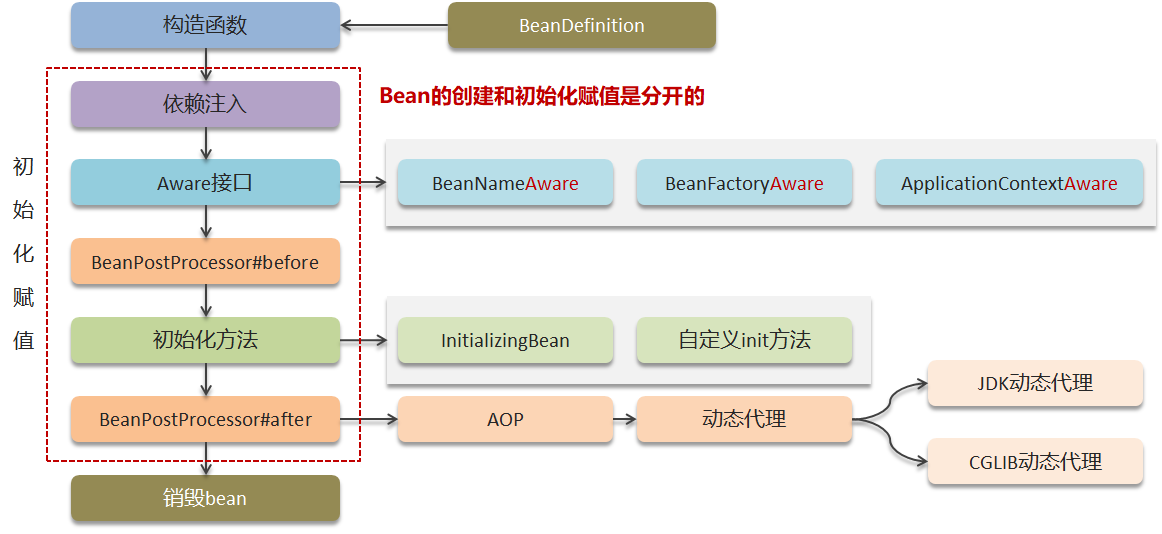 构造函数
BeanDefinition
依赖注入
Bean的创建和初始化赋值是分开的
初始化赋值
Aware接口
BeanNameAware
BeanFactoryAware
ApplicationContextAware
BeanPostProcessor#before
初始化方法
InitializingBean
自定义init方法
BeanPostProcessor#after
AOP
动态代理
JDK动态代理
CGLIB动态代理
销毁bean